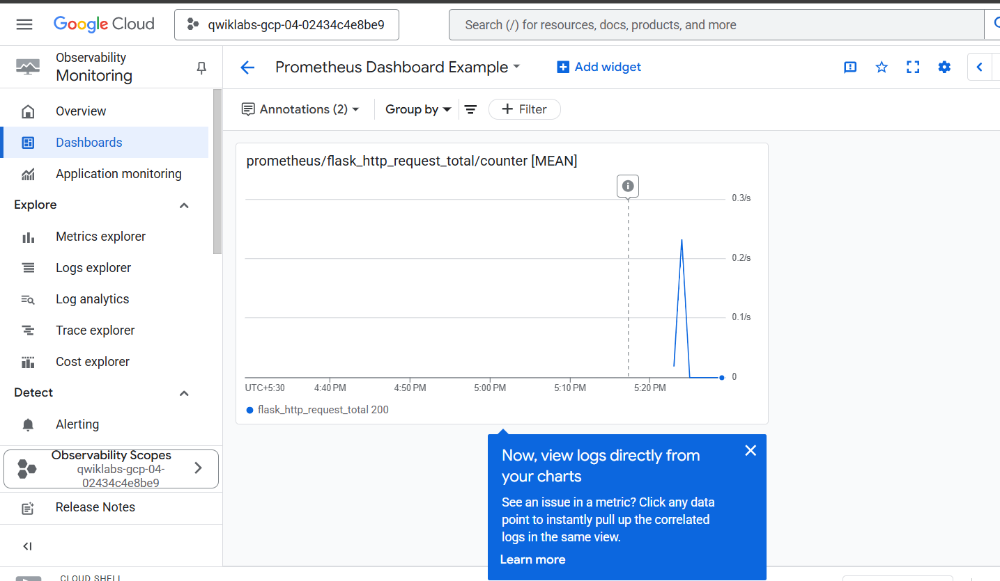 Google Cloud
qwiklabs-gcp-04-02434c4e8be9
Search (/) for resources, docs, products, and more
Observability
Monitoring
Overview
Dashboards
Application monitoring
Explore
Metrics explorer
Logs explorer
Log analytics
Trace explorer
Cost explorer
Detect
Alerting
Observability Scopes
qwiklabs-gcp-04-
02434c4e8be9
Release Notes
Prometheus Dashboard Example
Add widget
Annotations (2)
Group by
Filter
prometheus/flask_http_request_total/counter [MEAN]
0.3/s
0.2/s
0.1/s
0
UTC+5:30 4:40 PM 4:50 PM 5:00 PM 5:10 PM 5:20 PM
flask_http_request_total 200
Now, view logs directly from
your charts
See an issue in a metric? Click any data
point to instantly pull up the correlated
logs in the same view.
Learn more
CLOUD SHELL